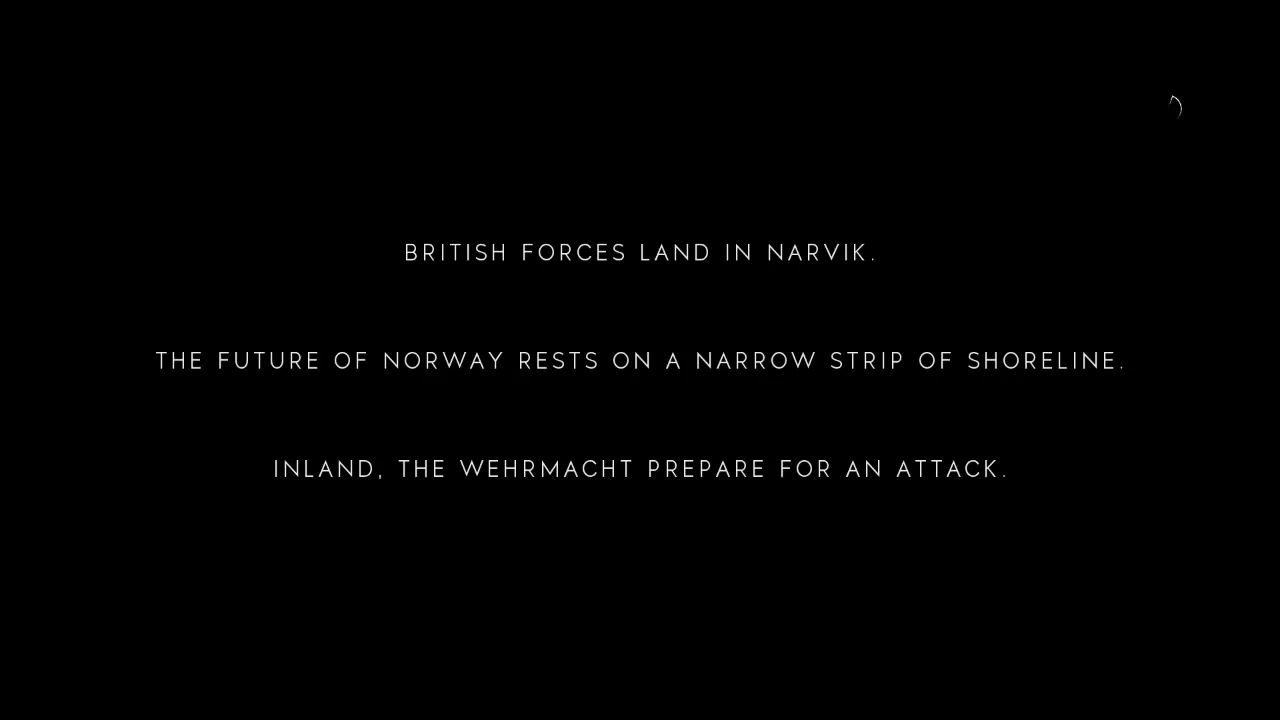 BRITISH FORCES LAND IN NARVIK.
THE FUTURE OF NORWAY RESTS ON A NARROW STRIP OF SHORELINE.
INLAND, THE WEHRMACHT PREPARE FOR AN ATTACK.